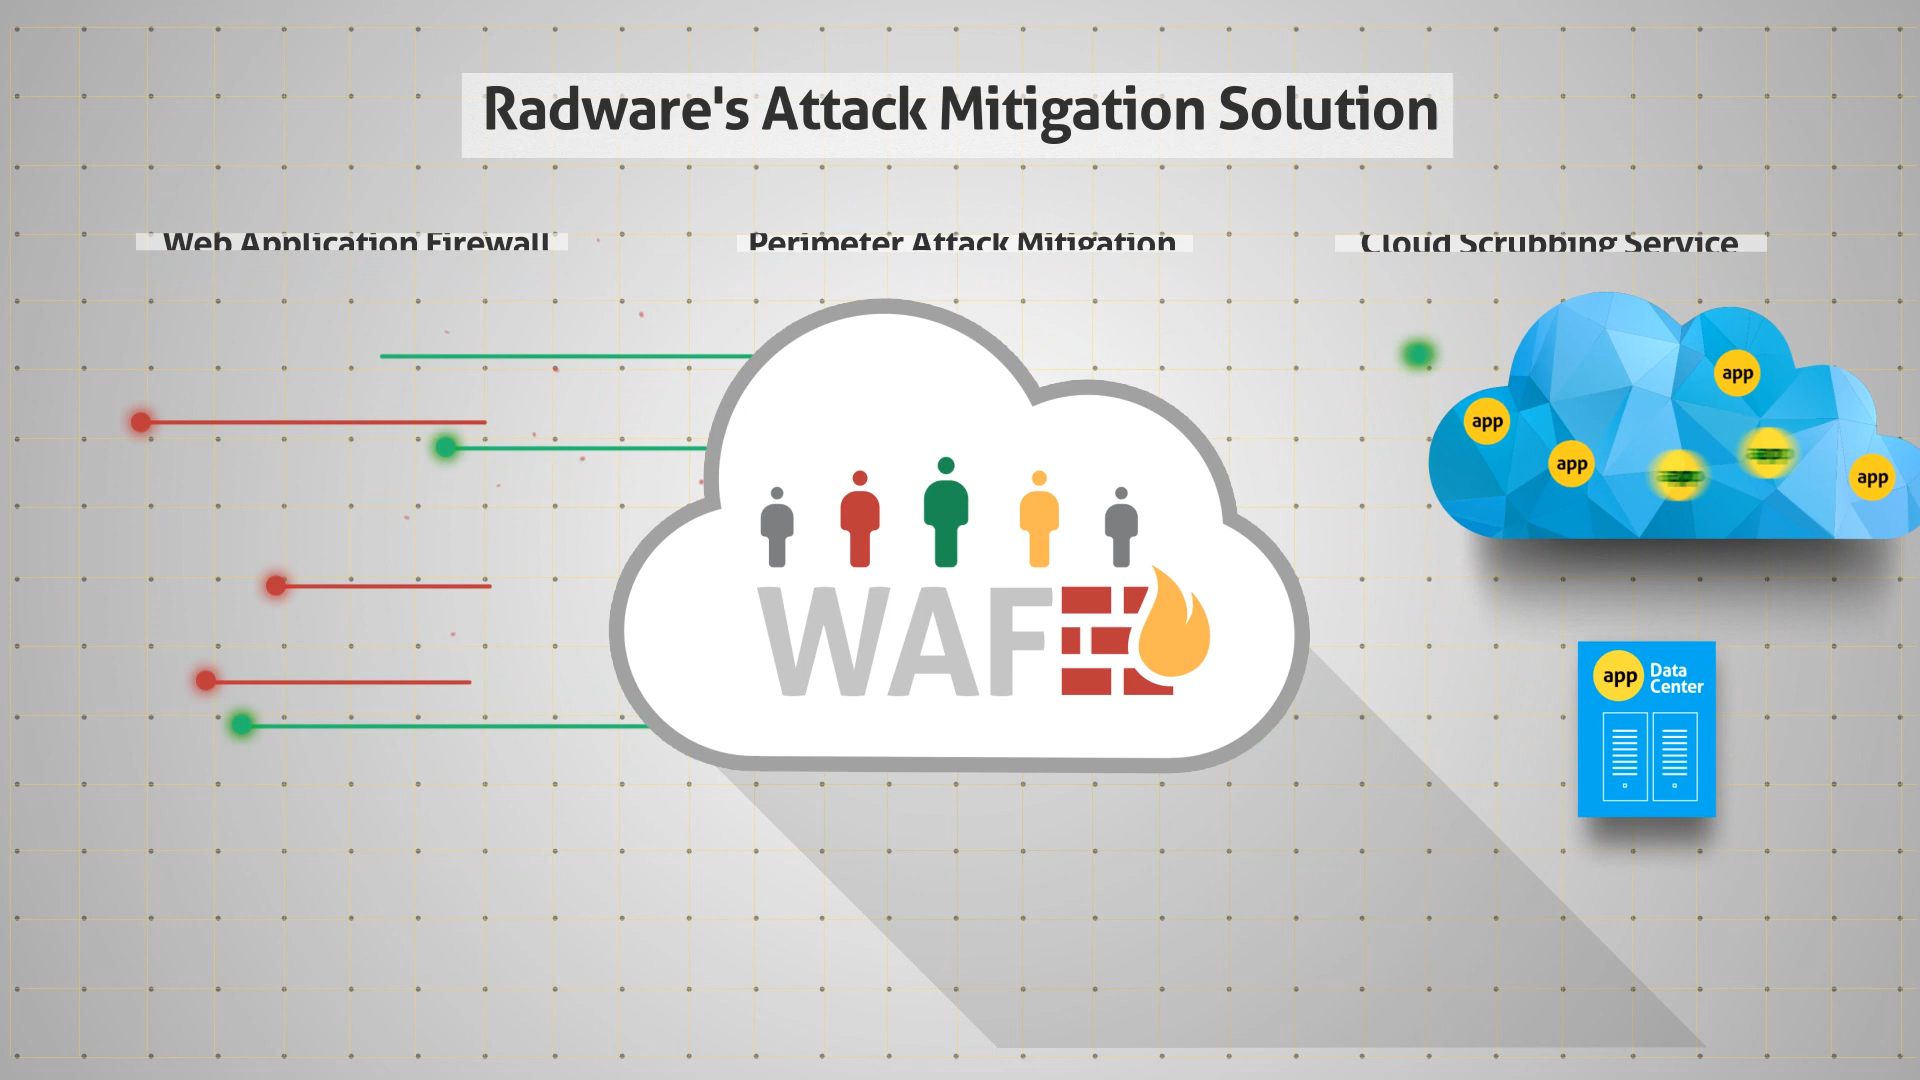 Radware's Attack Mitigation Solution
Web Application Firewall
Perimeter Attack Mitigation
Cloud Scrubbing Service
app
app
app
app
WAF
app
Data
Center